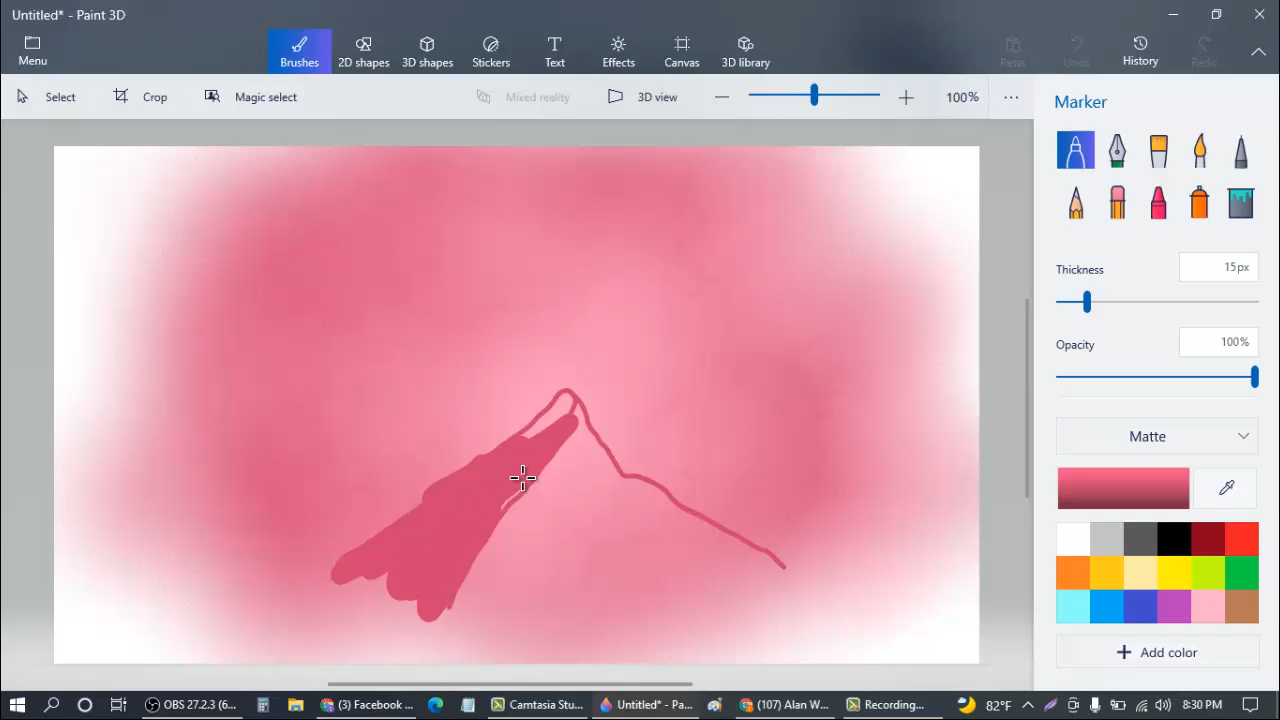 Untitled* - Paint 3D
Menu
Brushes
2D shapes
3D shapes
Stickers
Text
Effects
Canvas
3D library
Paste
Undo
History
Redo
Select
Crop
Magic select
Mixed reality
3D view
100%
Marker
Thickness
15px
Opacity
100%
Matte
Add color
OBS 27.2.3 (6...
(3) Facebook ...
Camtasia Stu...
Untitled* - Pa...
(107) Alan W...
Recording...
82°F
8:30 PM